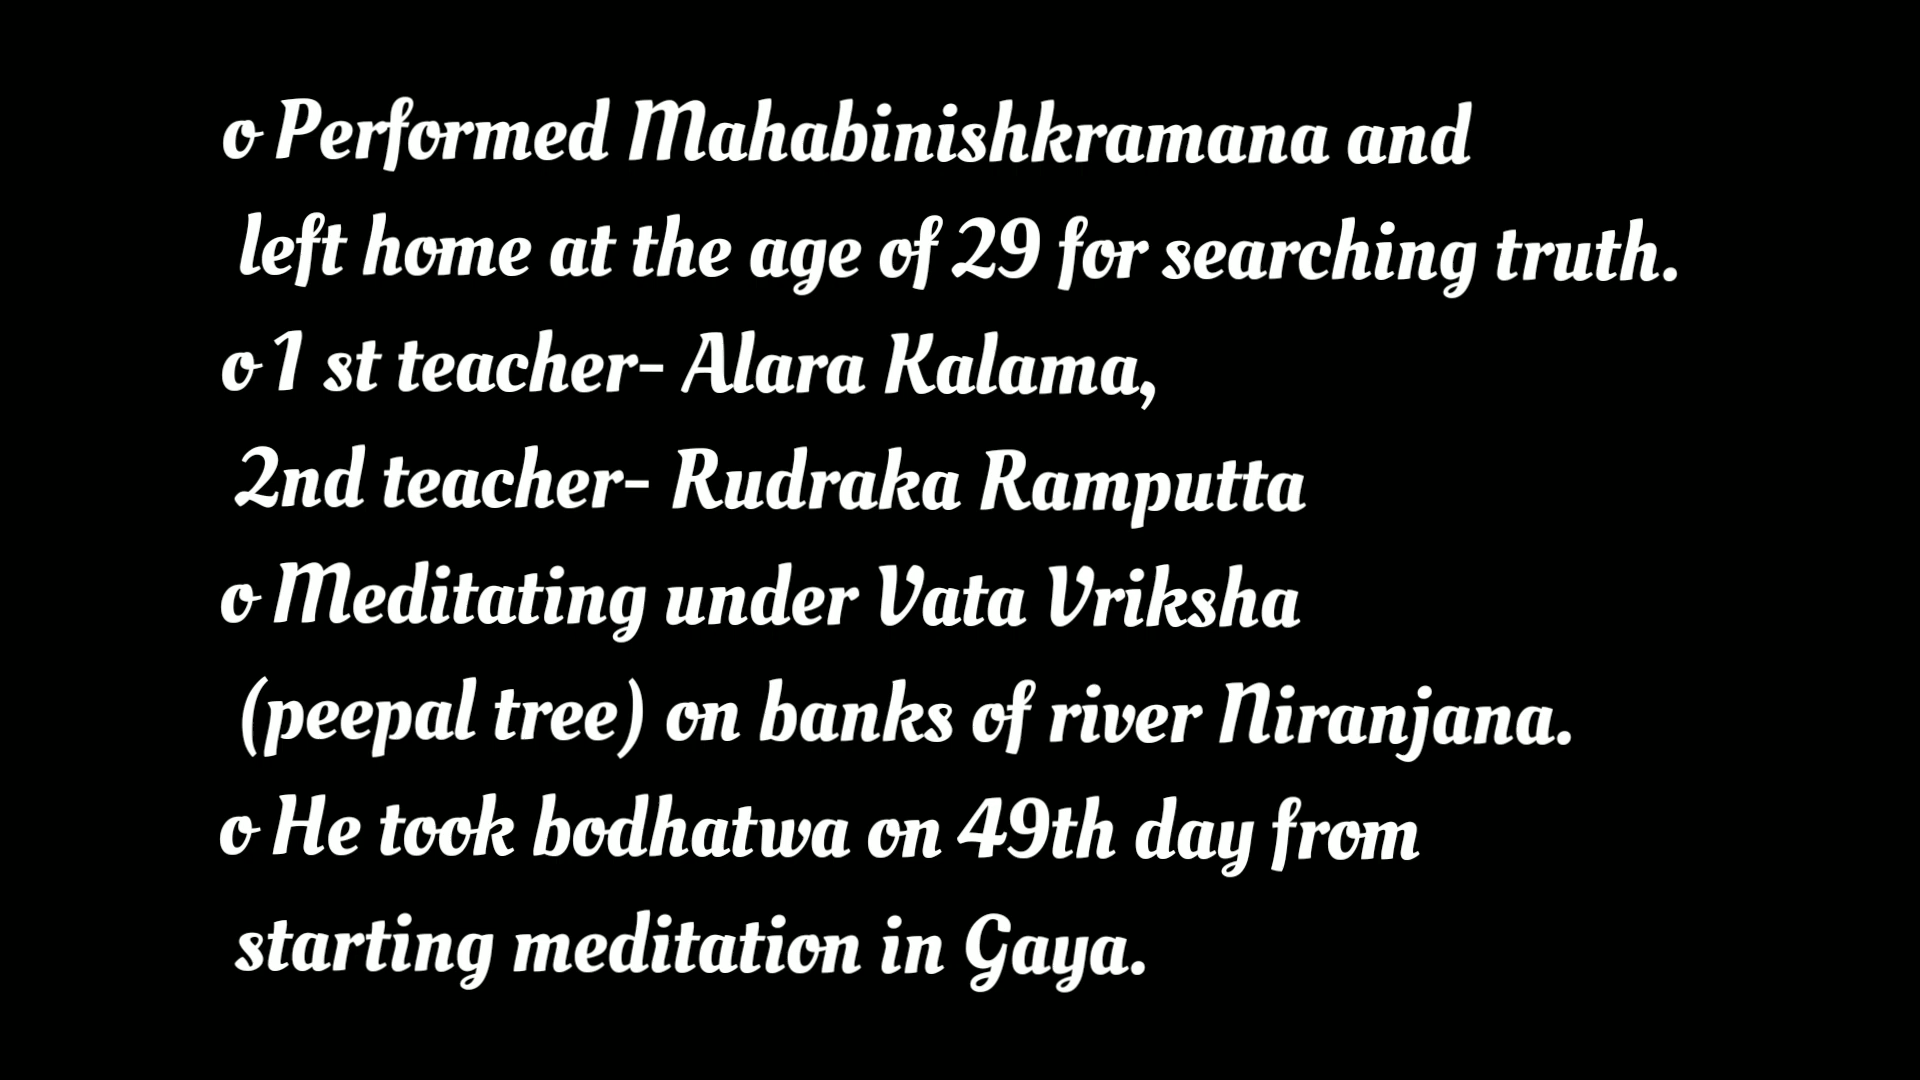 o Performed Mahabinishkramana and
left home at the age of 29 for searching truth.
o 1 st teacher- Alara Kalama,
2nd teacher- Rudraka Ramputta
o Meditating under Vata Vriksha
(peepal tree) on banks of river Niranjana.
o He took bodhatwa on 49th day from
starting meditation in Gaya.